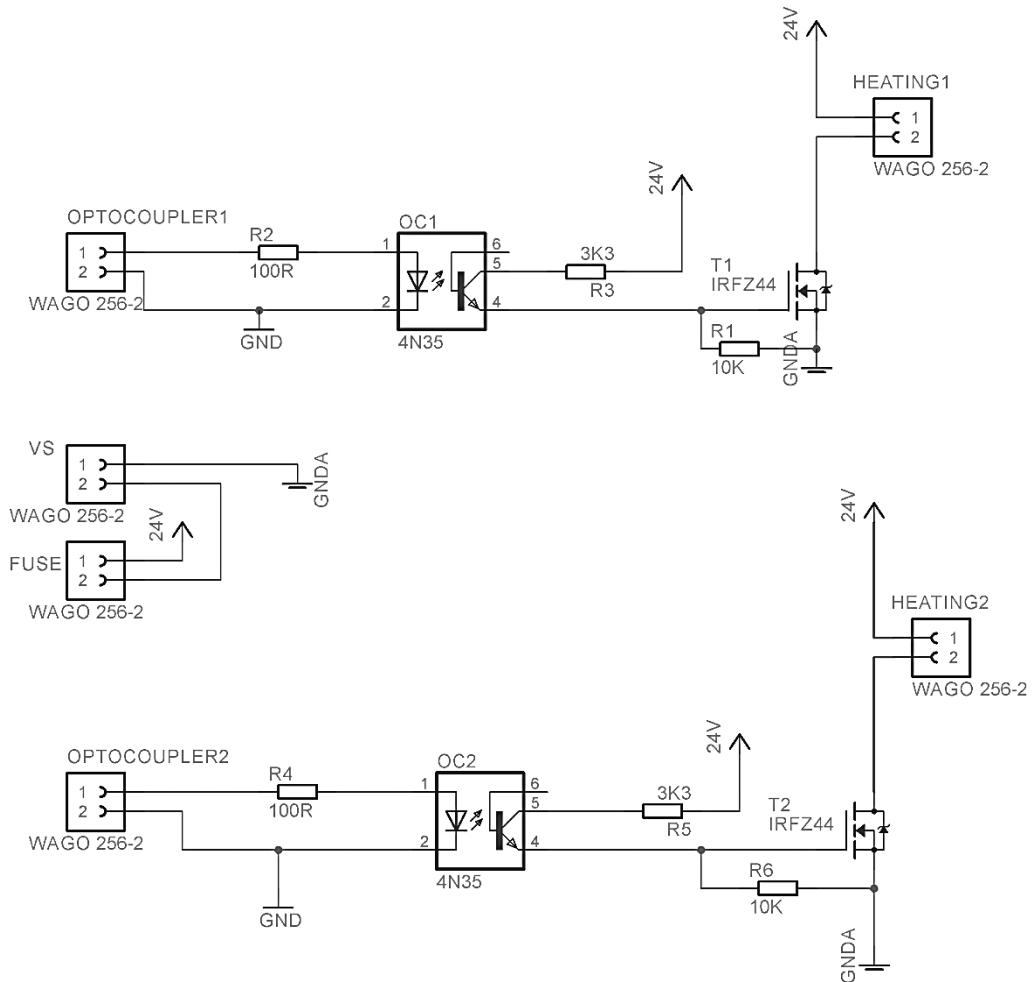 24V
HEATING1
1
2
WAGO 256-2
24V
OPTOCOUPLER1
1
2
WAGO 256-2
R2
100R
OC1
1
2
6
5
4
4N35
3K3
R3
T1
IRFZ44
R1
10K
GND
GNDA
VS
1
2
WAGO 256-2
GNDA
24V
FUSE
1
2
WAGO 256-2
24V
HEATING2
1
2
WAGO 256-2
24V
OPTOCOUPLER2
1
2
WAGO 256-2
R4
100R
OC2
1
2
6
5
4
4N35
3K3
R5
T2
IRFZ44
R6
10K
GND
GNDA